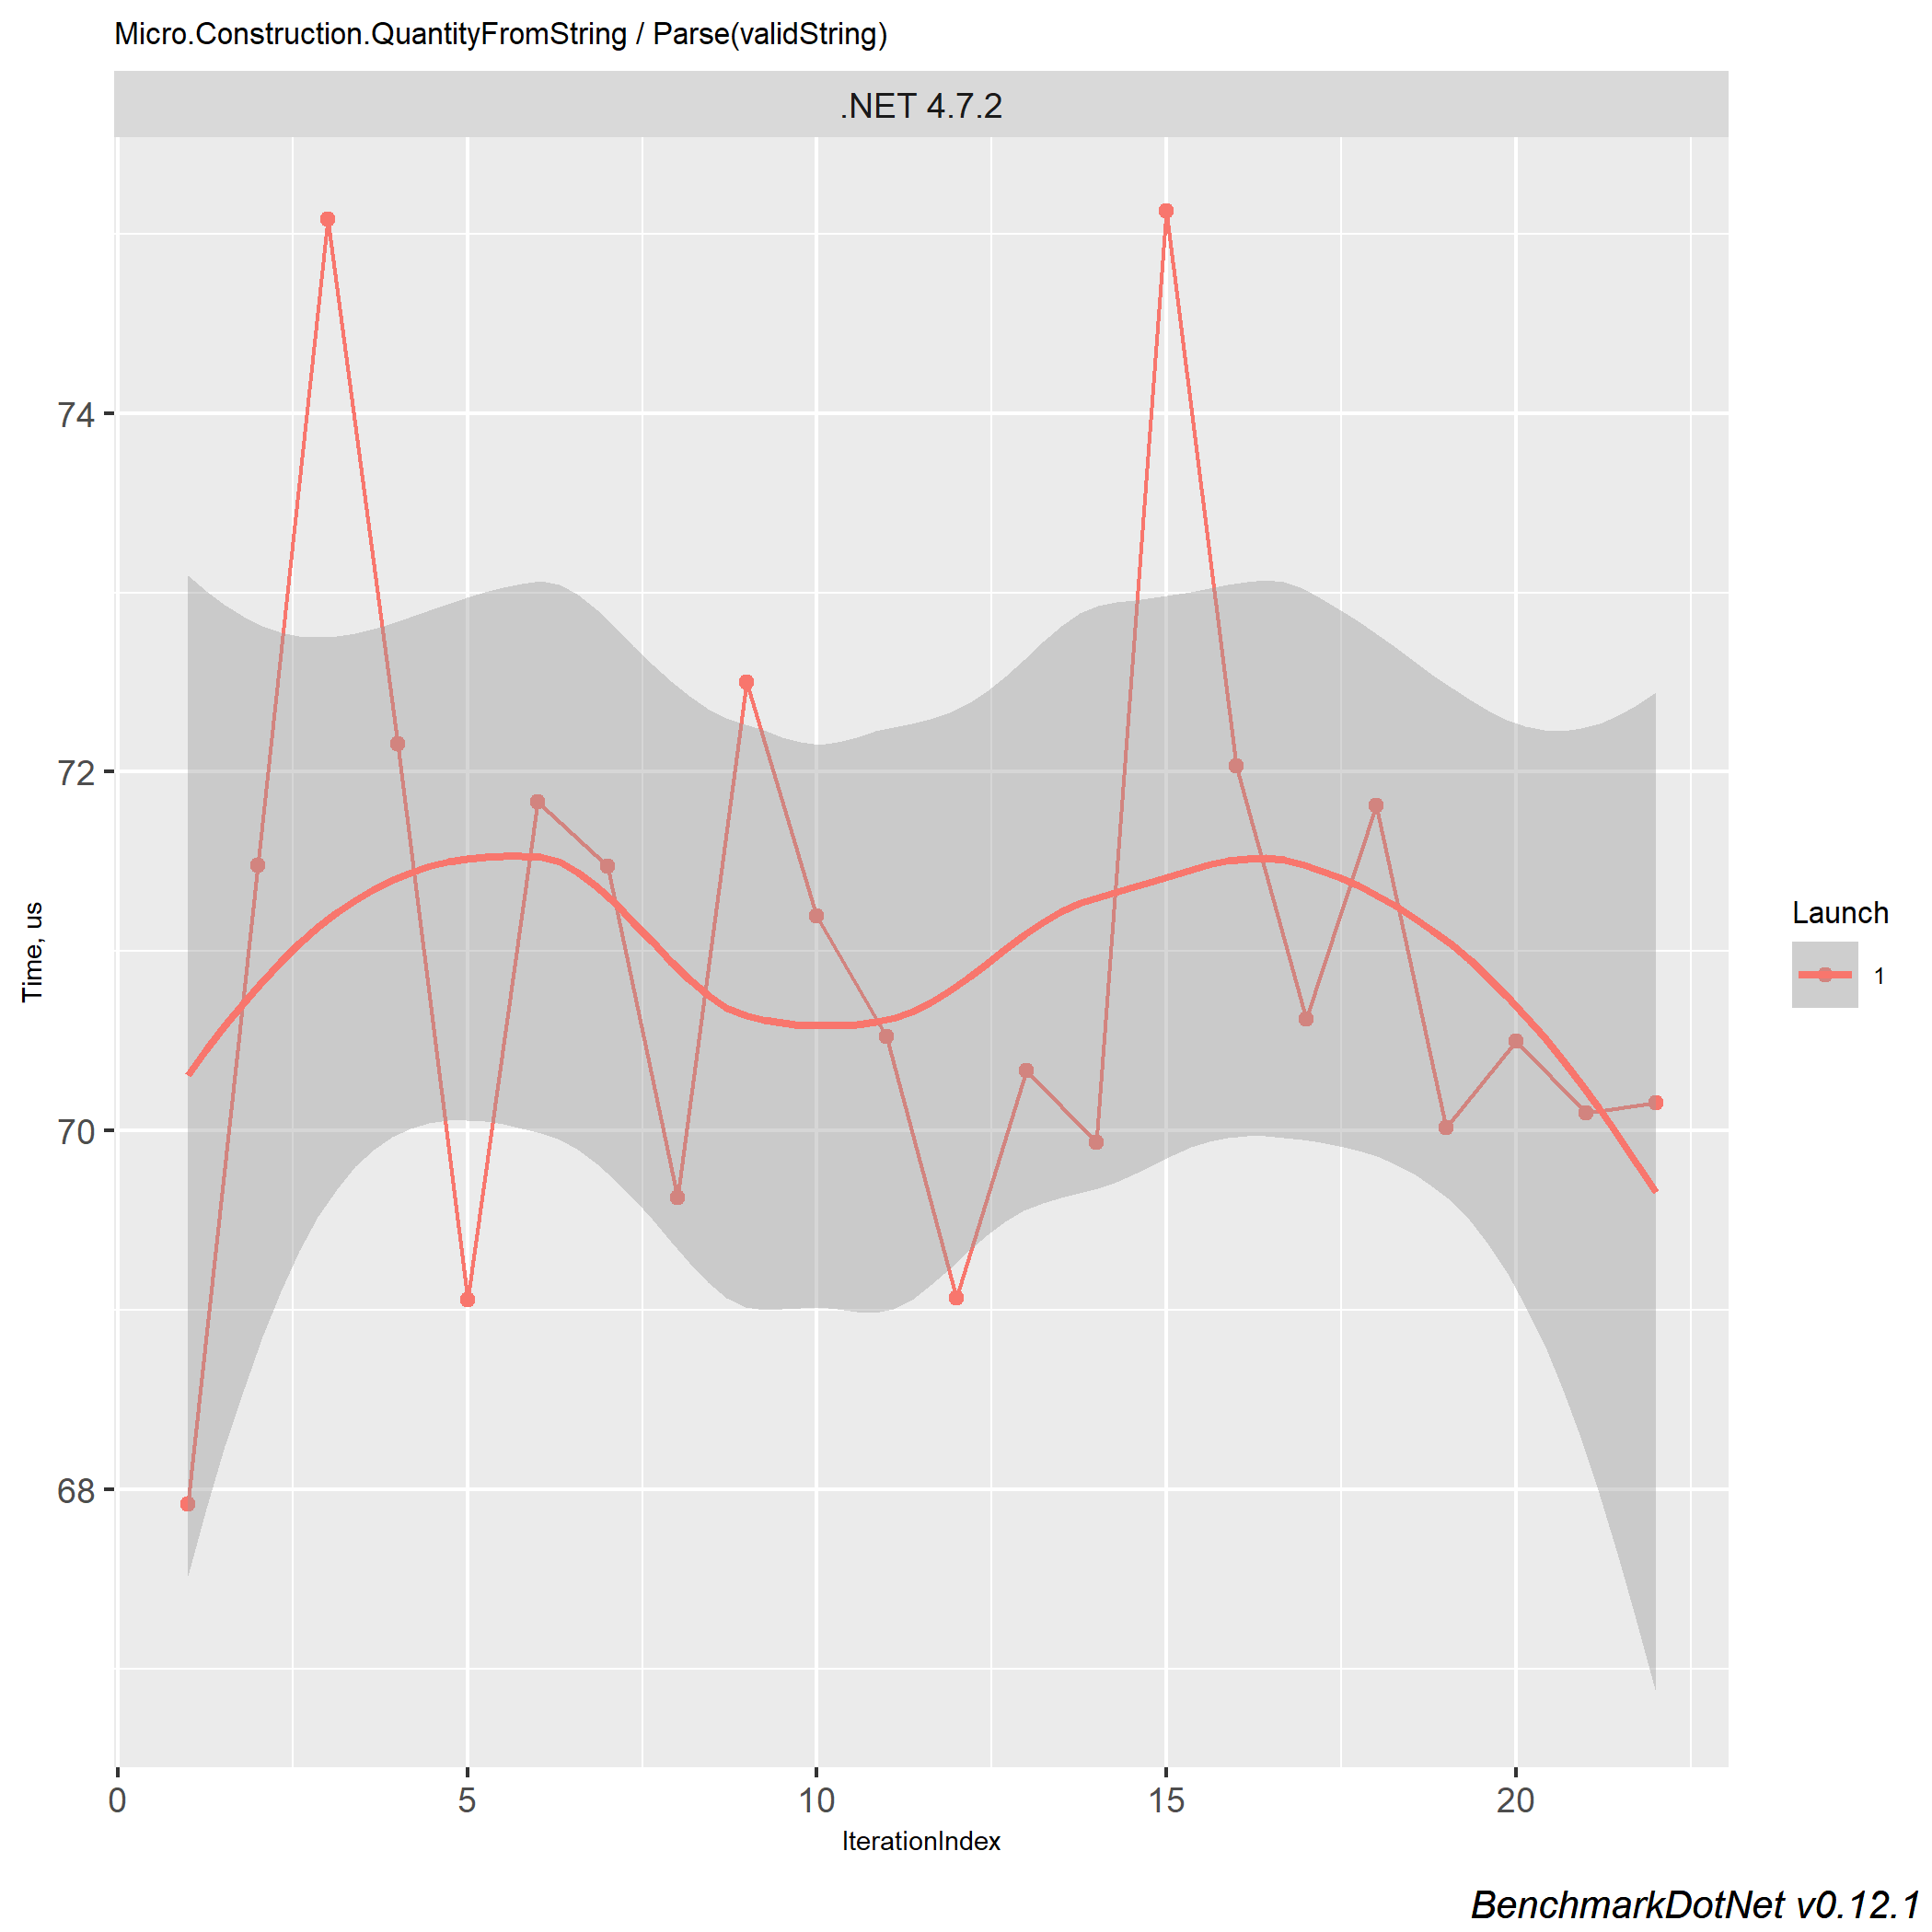 Micro.Construction.QuantityFromString / Parse(validString)
.NET 4.7.2
74
72
70
68
Time, us
0 5 10 15 20
IterationIndex
Launch
1
BenchmarkDotNet v0.12.1